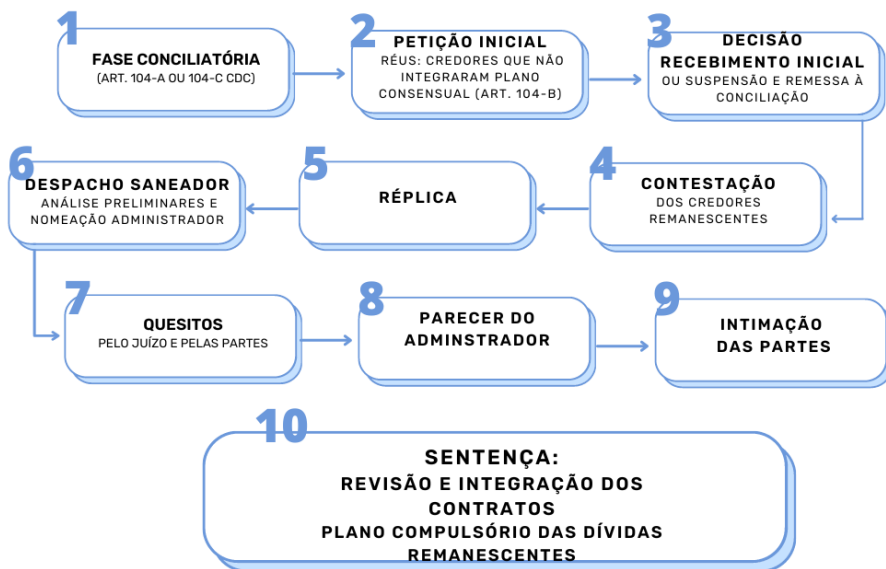 1
FASE CONCILIATÓRIA
(ART. 104-A OU 104-C CDC)
2
PETIÇÃO INICIAL
RÉUS: CREDORES QUE NÃO
INTEGRARAM PLANO
CONSENSUAL (ART. 104-B)
3
DECISÃO
RECEBIMENTO INICIAL
OU SUSPENSÃO E REMESSA À
CONCILIAÇÃO
4
CONTESTAÇÃO
DOS CREDORES
REMANESCENTES
5
RÉPLICA
6
DESPACHO SANEADOR
ANÁLISE PRELIMINARES E
NOMEAÇÃO ADMINISTRADOR
7
QUESITOS
PELO JUÍZO E PELAS PARTES
8
PARECER DO
ADMINSTRADOR
9
INTIMAÇÃO
DAS PARTES
10
SENTENÇA:
REVISÃO E INTEGRAÇÃO DOS
CONTRATOS
PLANO COMPULSÓRIO DAS DÍVIDAS
REMANESCENTES